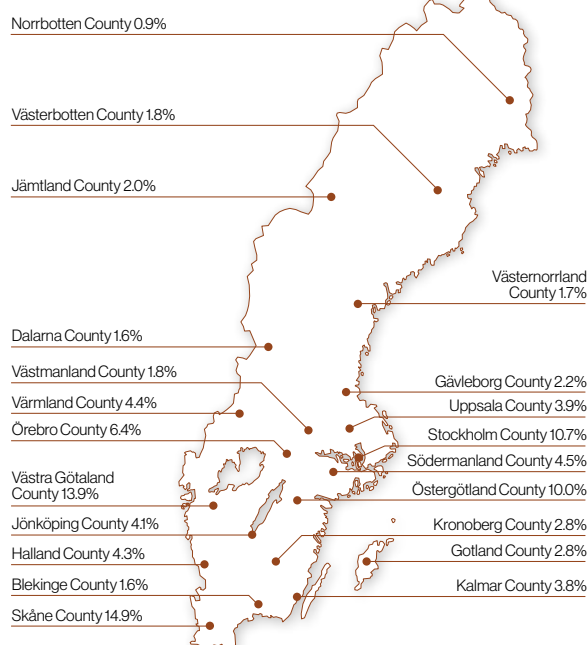 Norrbotten County 0.9%
Västerbotten County 1.8%
Jämtland County 2.0%
Västernorrland
County 1.7%
Dalarna County 1.6%
Västmanland County 1.8%
Värmland County 4.4%
Örebro County 6.4%
Västra Götaland
County 13.9%
Jönköping County 4.1%
Halland County 4.3%
Blekinge County 1.6%
Skåne County 14.9%
Gävleborg County 2.2%
Uppsala County 3.9%
Stockholm County 10.7%
Södermanland County 4.5%
Östergötland County 10.0%
Kronoberg County 2.8%
Gotland County 2.8%
Kalmar County 3.8%